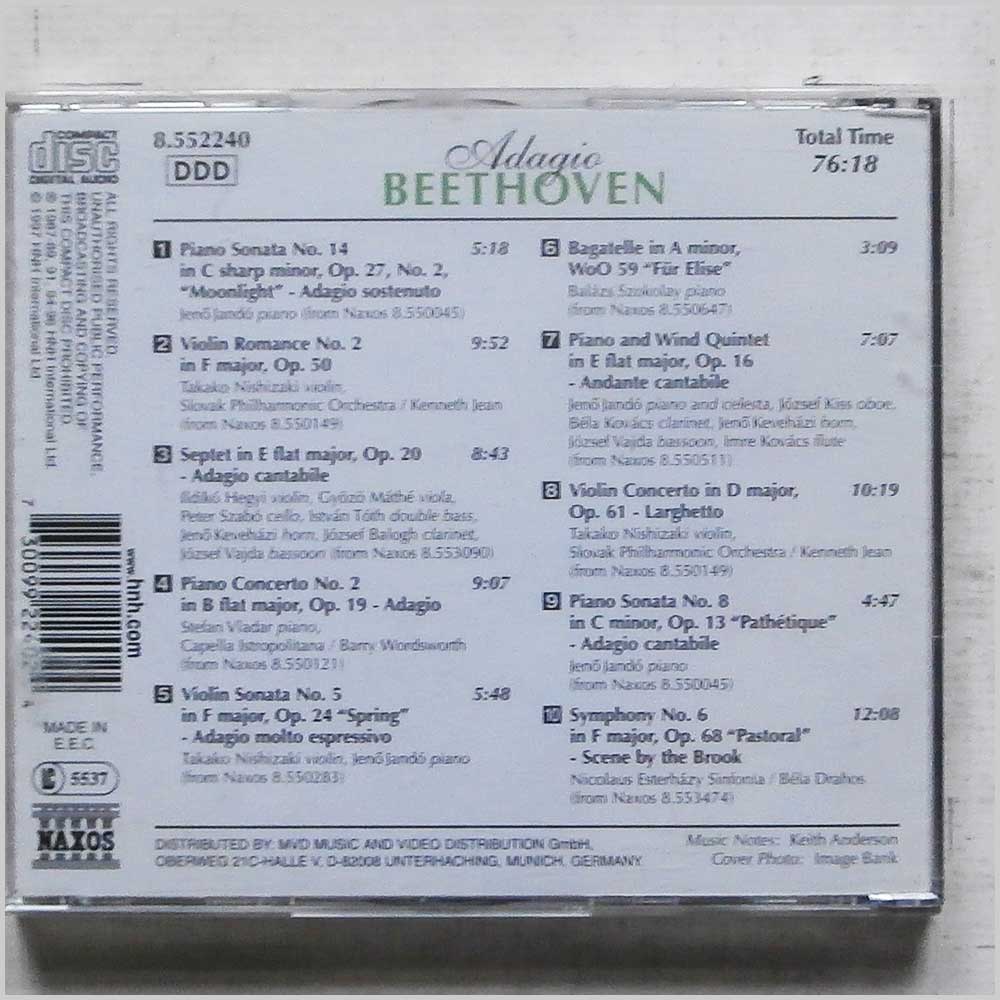 COMPACT
disc
DIGITAL AUDIO
8.552240
DDD
Adagio
BEETHOVEN
Total Time
76:18
1 Piano Sonata No. 14 5:18
in C sharp minor, Op. 27, No. 2,
"Moonlight" - Adagio sostenuto
Jenő Jandó piano (from Naxos 8.550045)
2 Violin Romance No. 2 9:52
in F major, Op. 50
Takako Nishizaki violin,
Slovak Philharmonic Orchestra / Kenneth Jean
(from Naxos 8.550149)
3 Septet in E flat major, Op. 20 8:43
- Adagio cantabile
Ildikó Hegyi violin, Győző Máthé viola,
Peter Szabó cello, István Tóth double bass,
Jenő Keveházi horn, József Balogh clarinet,
József Vajda bassoon (from Naxos 8.553090)
4 Piano Concerto No. 2 9:07
in B flat major, Op. 19 - Adagio
Stefan Vladar piano,
Capella Istropolitana / Barry Wordsworth
(from Naxos 8.550121)
5 Violin Sonata No. 5 5:48
in F major, Op. 24 "Spring"
- Adagio molto espressivo
Takako Nishizaki violin, Jenő Jandó piano
(from Naxos 8.550283)
6 Bagatelle in A minor, 3:09
WoO 59 "Für Elise"
Balázs Szokolay piano
(from Naxos 8.550647)
7 Piano and Wind Quintet 7:07
in E flat major, Op. 16
- Andante cantabile
Jenő Jandó piano and celesta, József Kiss oboe,
Béla Kovács clarinet, Jenő Keveházi horn,
József Vajda bassoon, Imre Kovács flute
(from Naxos 8.550511)
8 Violin Concerto in D major, 10:19
Op. 61 - Larghetto
Takako Nishizaki violin,
Slovak Philharmonic Orchestra / Kenneth Jean
(from Naxos 8.550149)
9 Piano Sonata No. 8 4:47
in C minor, Op. 13 "Pathétique"
- Adagio cantabile
Jenő Jandó piano
(from Naxos 8.550045)
10 Symphony No. 6 12:08
in F major, Op. 68 "Pastoral"
- Scene by the Brook
Nicolaus Esterházy Sinfonia / Béla Drahos
(from Naxos 8.553474)
ALL RIGHTS RESERVED.
UNAUTHORISED PUBLIC PERFORMANCE,
BROADCASTING AND COPYING OF
THIS COMPACT DISC PROHIBITED.
HNH International Ltd.
© 1997 HNH International Ltd
www.hnh.com
MADE IN
E.E.C.
5537
NAXOS
DISTRIBUTED BY: MVD MUSIC AND VIDEO DISTRIBUTION GmbH,
OBERWEG 21C-HALLE V, D-82008 UNTERHACHING, MUNICH, GERMANY.
Music Notes: Keith Anderson
Cover Photo: Image Bank